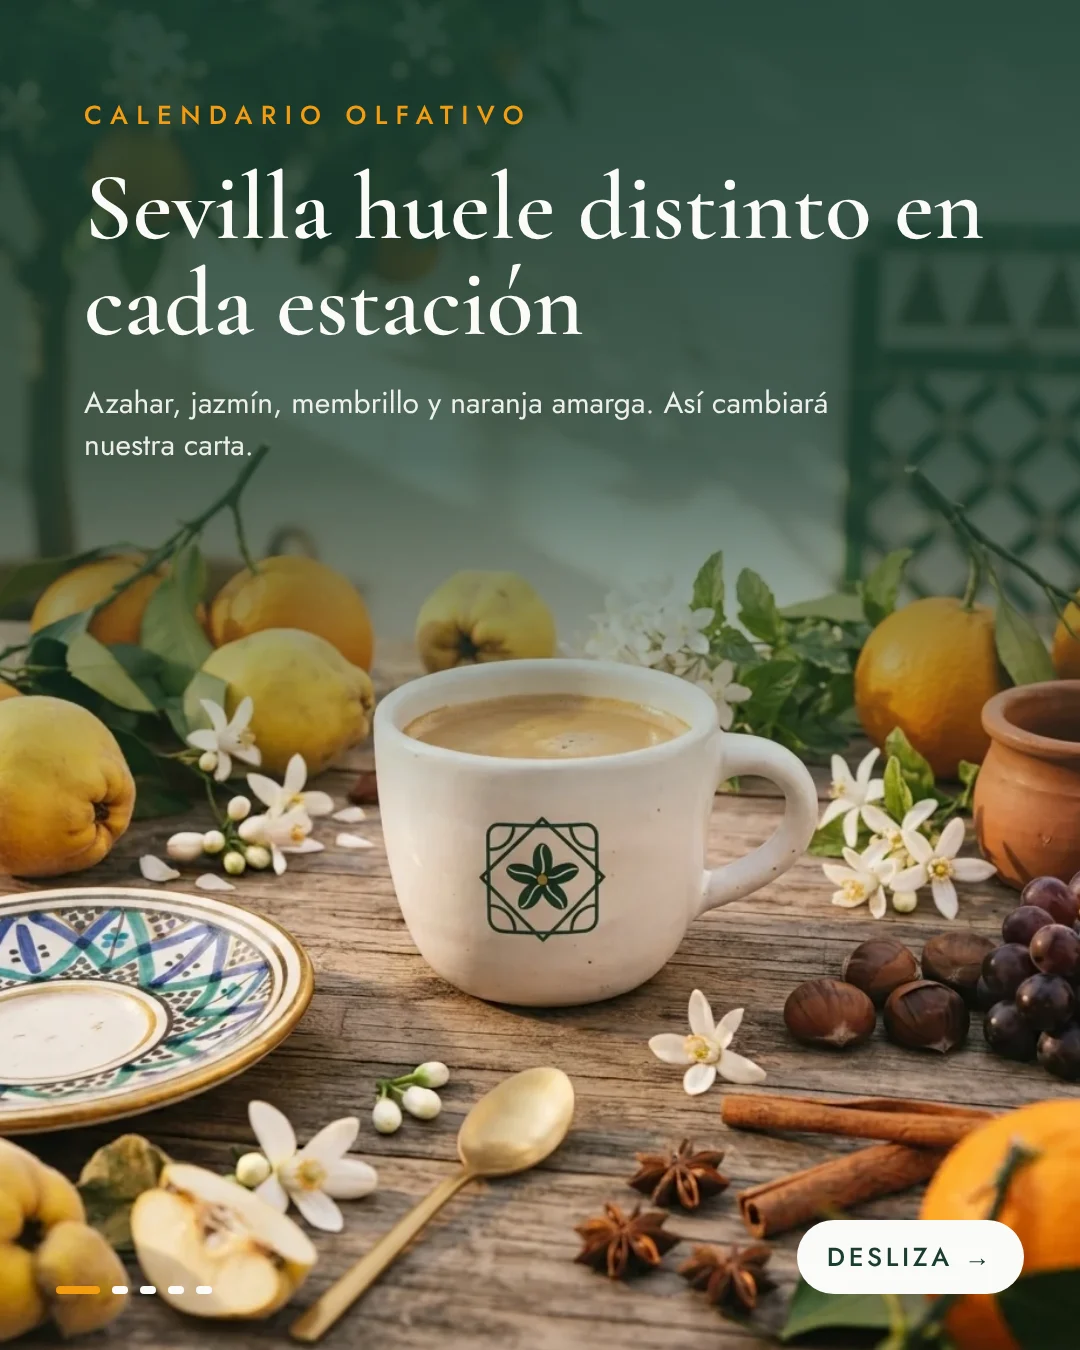 CALENDARIO OLFATIVO
Sevilla huele distinto en
cada estación
Azahar, jazmín, membrillo y naranja amarga. Así cambiará
nuestra carta.
DESLIZA →